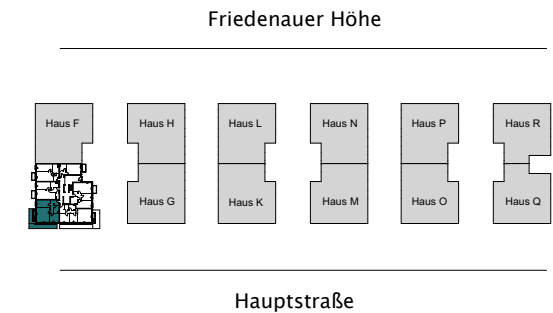 Friedenauer Höhe
Haus F
Haus H
Haus L
Haus N
Haus P
Haus R
Haus G
Haus K
Haus M
Haus O
Haus Q
Hauptstraße